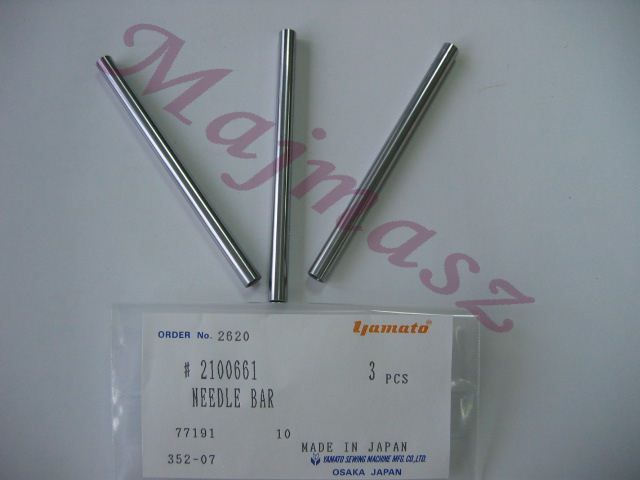 Majmasz
ORDER No. 2620
yamato®
# 2100661 3 PCS
NEEDLE BAR
77191 10
MADE IN JAPAN
352-07 YAMATO SEWING MACHINE MFG.CO.,LTD.
OSAKA JAPAN